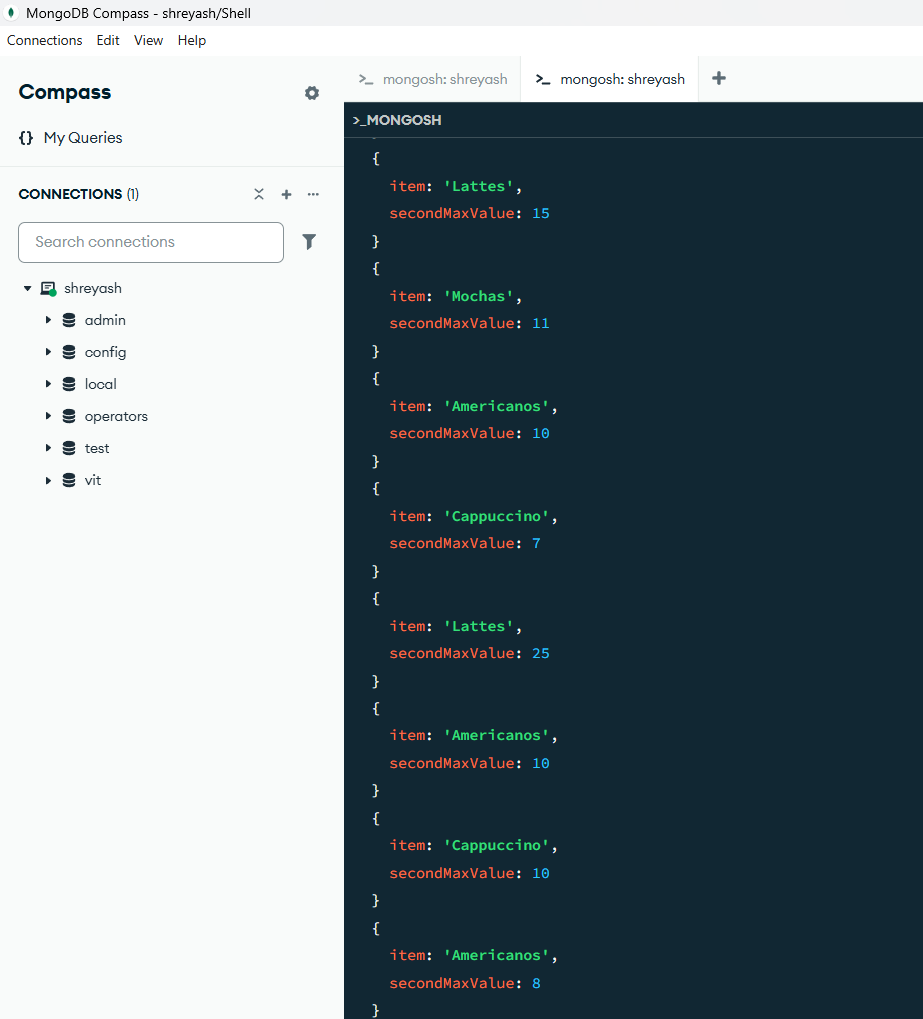 MongoDB Compass - shreyash/Shell
Connections Edit View Help
Compass
{} My Queries
CONNECTIONS (1)
Search connections
shreyash
admin
config
local
operators
test
vit
>_ mongosh: shreyash
>_ mongosh: shreyash +
>_MONGOSH
{
item: 'Lattes',
secondMaxValue: 15
}
{
item: 'Mochas',
secondMaxValue: 11
}
{
item: 'Americanos',
secondMaxValue: 10
}
{
item: 'Cappuccino',
secondMaxValue: 7
}
{
item: 'Lattes',
secondMaxValue: 25
}
{
item: 'Americanos',
secondMaxValue: 10
}
{
item: 'Cappuccino',
secondMaxValue: 10
}
{
item: 'Americanos',
secondMaxValue: 8
}